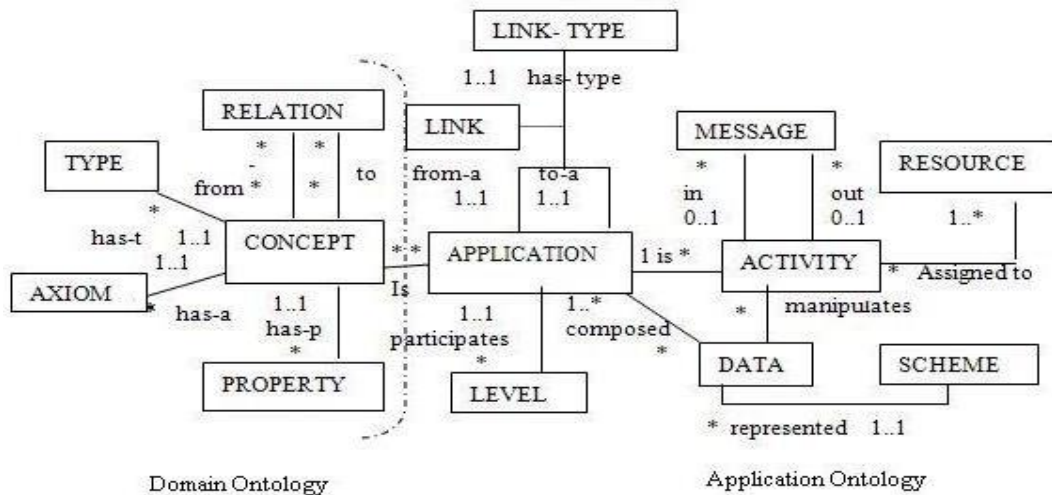 LINK- TYPE
1..1 has- type
RELATION
LINK
MESSAGE
RESOURCE
TYPE
* *
-
* *
from
to
from-a
to-a
1..1 1..1
* *
in out
0..1 0..1
1..*
*
has-t 1..1
1..1
CONCEPT
* *
APPLICATION
1 is *
ACTIVITY
* Assigned to
AXIOM
* has-a
1..1
has-p
*
Is
1..1
participates
*
1..*
composed
*
*
manipulates
PROPERTY
LEVEL
DATA
SCHEME
* represented 1..1
Domain Ontology
Application Ontology